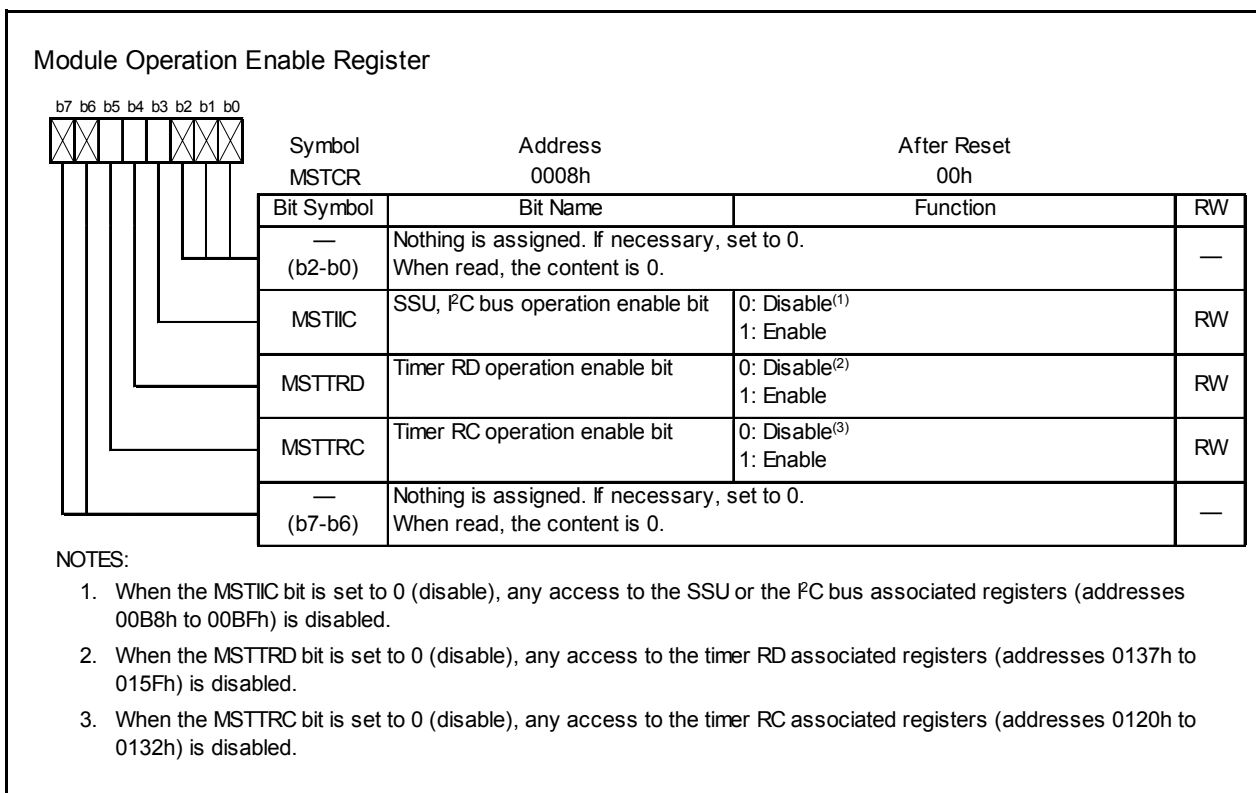 Module Operation Enable Register
b7 b6 b5 b4 b3 b2 b1 b0
Symbol Address After Reset
MSTCR 0008h 00h
Bit Symbol Bit Name Function RW
— (b2-b0) Nothing is assigned. If necessary, set to 0. —
When read, the content is 0.
MSTIIC SSU, I²C bus operation enable bit 0: Disable(1) RW
1: Enable
MSTTRD Timer RD operation enable bit 0: Disable(2) RW
1: Enable
MSTTRC Timer RC operation enable bit 0: Disable(3) RW
1: Enable
— (b7-b6) Nothing is assigned. If necessary, set to 0. —
When read, the content is 0.
NOTES:
1. When the MSTIIC bit is set to 0 (disable), any access to the SSU or the I²C bus associated registers (addresses
00B8h to 00BFh) is disabled.
2. When the MSTTRD bit is set to 0 (disable), any access to the timer RD associated registers (addresses 0137h to
015Fh) is disabled.
3. When the MSTTRC bit is set to 0 (disable), any access to the timer RC associated registers (addresses 0120h to
0132h) is disabled.